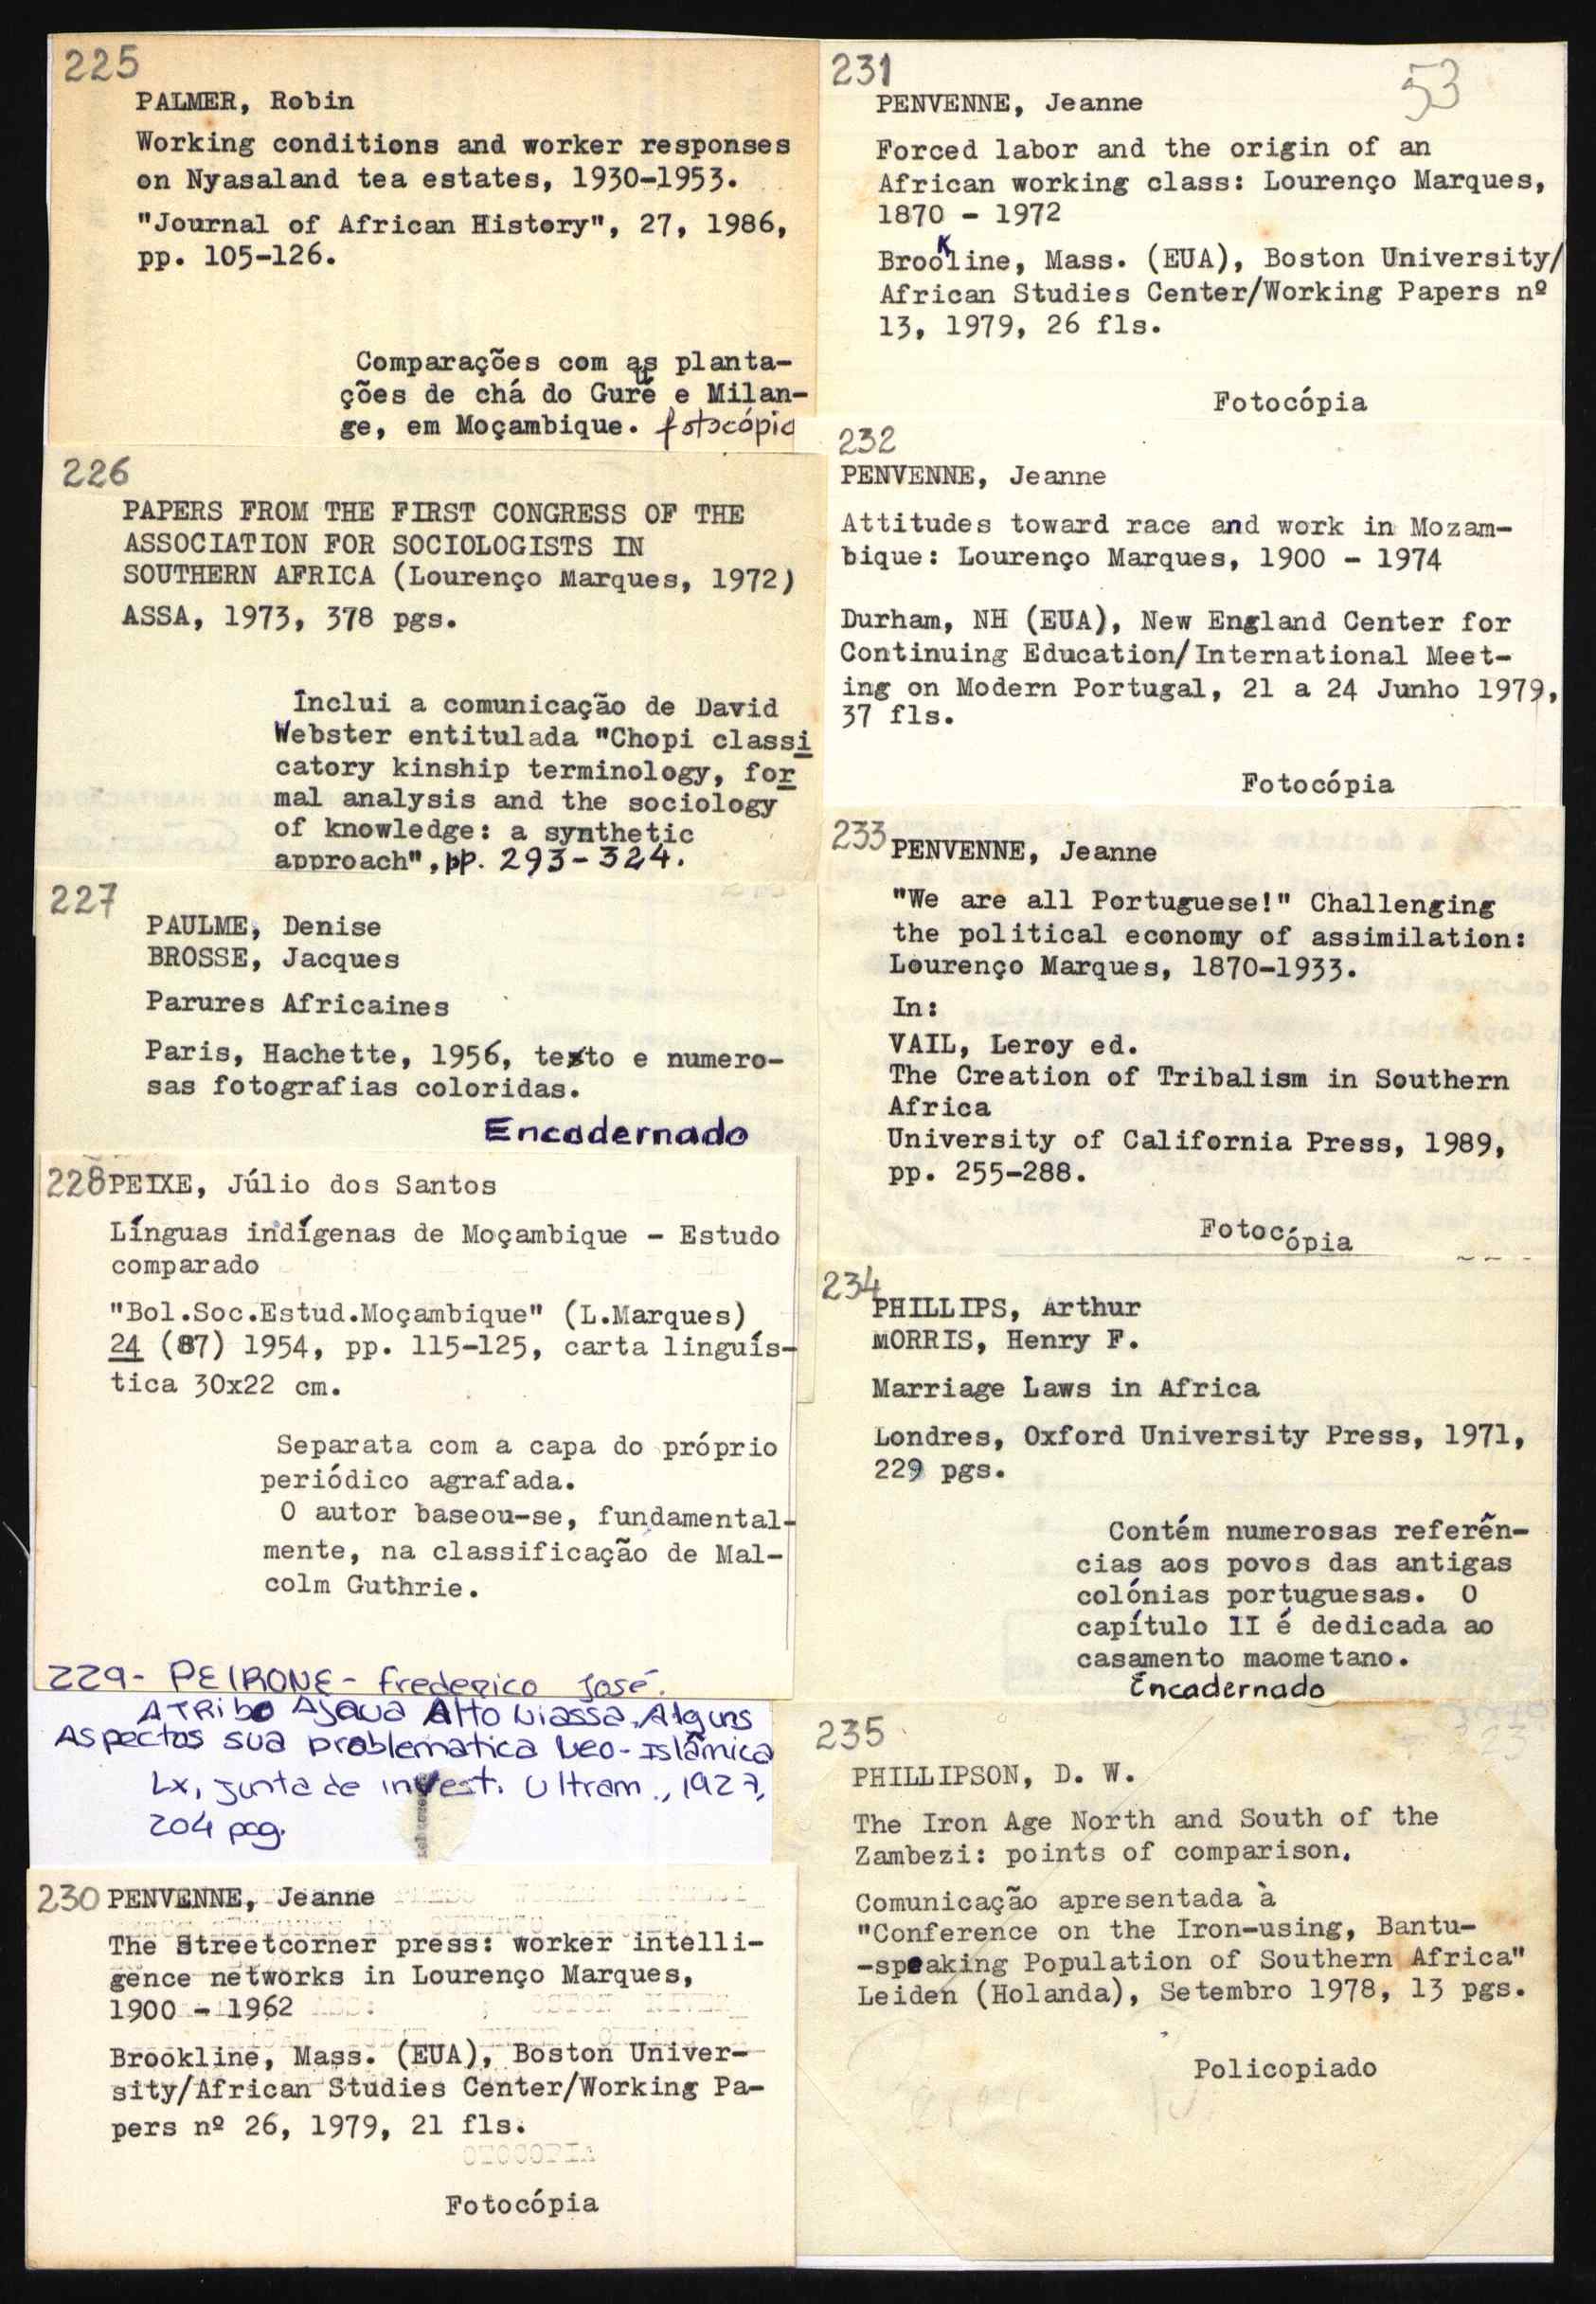 225
PALMER, Robin
Working conditions and worker responses
on Nyasaland tea estates, 1930-1953.
"Journal of African History", 27, 1986,
pp. 105-126.
Comparações com as planta-
ções de chá do Gurué e Milan-
ge, em Moçambique. fotocópia
226
PAPERS FROM THE FIRST CONGRESS OF THE
ASSOCIATION FOR SOCIOLOGISTS IN
SOUTHERN AFRICA (Lourenço Marques, 1972)
ASSA, 1973, 378 pgs.
Inclui a comunicação de David
Webster entitulada "Chopi classi
catory kinship terminology, for
mal analysis and the sociology
of knowledge: a synthetic
approach", pp. 293-324.
227
PAULME, Denise
BROSSE, Jacques
Parures Africaines
Paris, Hachette, 1956, texto e numero-
sas fotografias coloridas.
Encadernado
228 PEIXE, Júlio dos Santos
Línguas indígenas de Moçambique - Estudo
comparado
"Bol.Soc.Estud.Moçambique" (L.Marques)
24 (87) 1954, pp. 115-125, carta linguís-
tica 30x22 cm.
Separata com a capa do próprio
periódico agrafada.
O autor baseou-se, fundamental-
mente, na classificação de Mal-
colm Guthrie.
229- PEIRONE - frederico José.
A TRibo AJaua Alto Niassa. Alguns
Aspectos sua problematica Neo-Islâmica
Lx, Junta de invest. Ultram., 1927,
204 pag.
230 PENVENNE, Jeanne
The Streetcorner press: worker intelli-
gence networks in Lourenço Marques,
1900 - 1962
Brookline, Mass. (EUA), Boston Univer-
sity/African Studies Center/Working Pa-
pers nº 26, 1979, 21 fls.
Fotocópia
53
231
PENVENNE, Jeanne
Forced labor and the origin of an
African working class: Lourenço Marques,
1870 - 1972
Brookline, Mass. (EUA), Boston University/
African Studies Center/Working Papers nº
13, 1979, 26 fls.
Fotocópia
232
PENVENNE, Jeanne
Attitudes toward race and work in Mozam-
bique: Lourenço Marques, 1900 - 1974
Durham, NH (EUA), New England Center for
Continuing Education/International Meet-
ing on Modern Portugal, 21 a 24 Junho 1979,
37 fls.
Fotocópia
233 PENVENNE, Jeanne
"We are all Portuguese!" Challenging
the political economy of assimilation:
Lourenço Marques, 1870-1933.
In:
VAIL, Leroy ed.
The Creation of Tribalism in Southern
Africa
University of California Press, 1989,
pp. 255-288.
Fotocópia
234
PHILLIPS, Arthur
MORRIS, Henry F.
Marriage Laws in Africa
Londres, Oxford University Press, 1971,
229 pgs.
Contém numerosas referên-
cias aos povos das antigas
colónias portuguesas. O
capítulo II é dedicada ao
casamento maometano.
Encadernado
235
PHILLIPSON, D. W.
The Iron Age North and South of the
Zambezi: points of comparison.
Comunicação apresentada à
"Conference on the Iron-using, Bantu-
-speaking Population of Southern Africa"
Leiden (Holanda), Setembro 1978, 13 pgs.
Policopiado